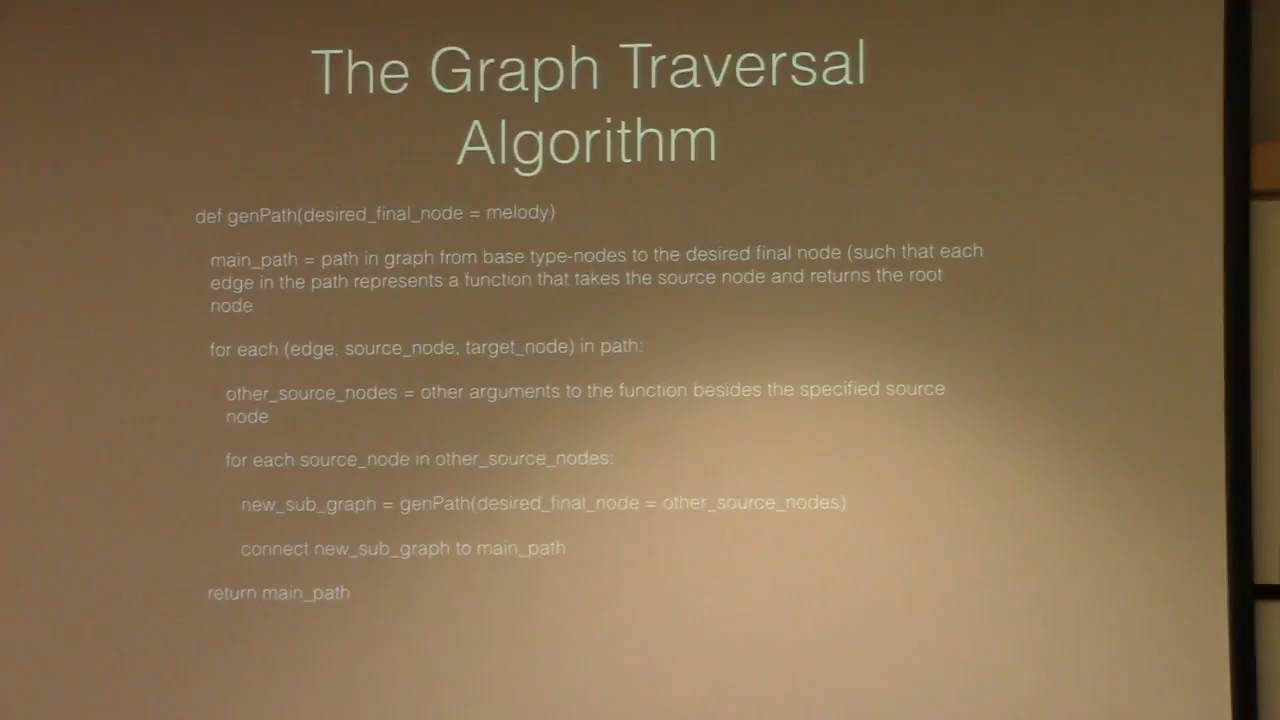 The Graph Traversal
Algorithm
def genPath(desired_final_node = melody)
main_path = path in graph from base type-nodes to the desired final node (such that each
edge in the path represents a function that takes the source node and returns the root
node
for each (edge, source_node, target_node) in path:
other_source_nodes = other arguments to the function besides the specified source
node
for each source_node in other_source_nodes:
new_sub_graph = genPath(desired_final_node = other_source_nodes)
connect new_sub_graph to main_path
return main_path